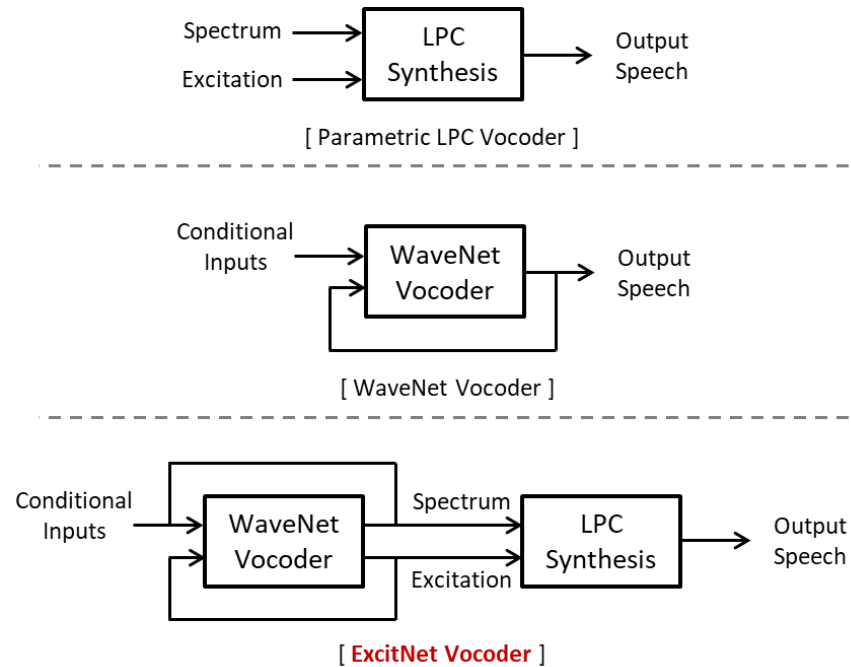 Spectrum
Excitation
LPC
Synthesis
Output
Speech
[ Parametric LPC Vocoder ]
Conditional
Inputs
WaveNet
Vocoder
Output
Speech
[ WaveNet Vocoder ]
Conditional
Inputs
WaveNet
Vocoder
Spectrum
Excitation
LPC
Synthesis
Output
Speech
[ ExcitNet Vocoder ]